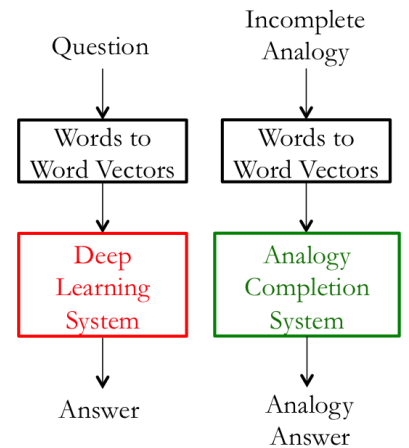 Question
Words to
Word Vectors
Deep
Learning
System
Answer
Incomplete
Analogy
Words to
Word Vectors
Analogy
Completion
System
Analogy
Answer